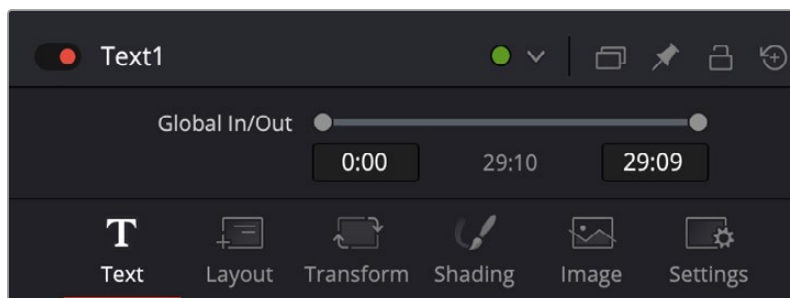 Text1
Global In/Out
0:00 29:10 29:09
Text Layout Transform Shading Image Settings